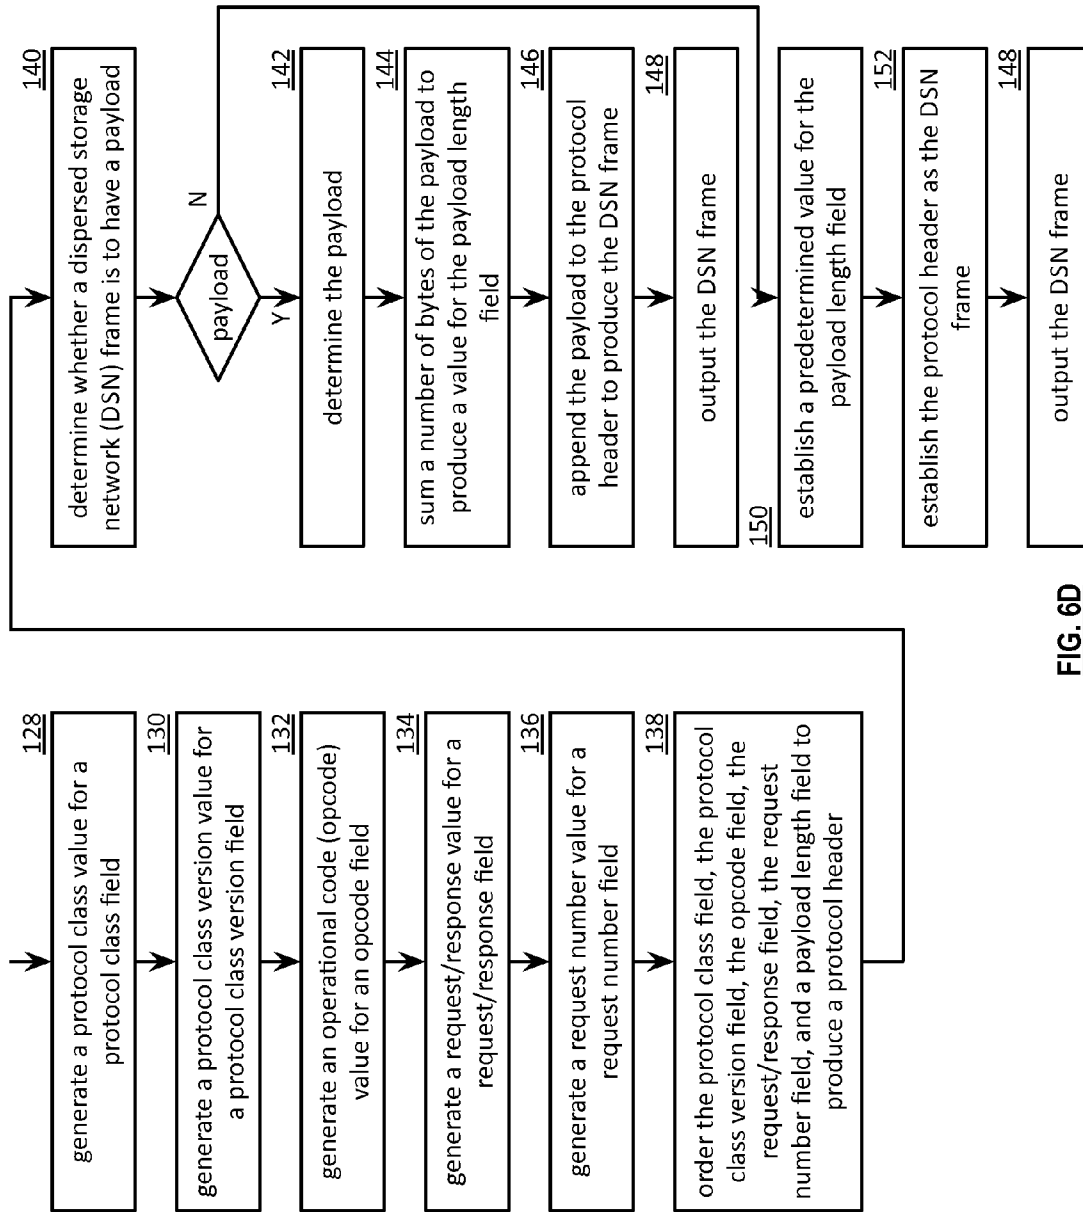 128
generate a protocol class value for a
protocol class field
130
generate a protocol class version value for
a protocol class version field
132
generate an operational code (opcode)
value for an opcode field
134
generate a request/response value for a
request/response field
136
generate a request number value for a
request number field
138
order the protocol class field, the protocol
class version field, the opcode field, the
request/response field, the request
number field, and a payload length field to
produce a protocol header
140
determine whether a dispersed storage
network (DSN) frame is to have a payload
payload
N
Y
142
determine the payload
144
sum a number of bytes of the payload to
produce a value for the payload length
field
146
append the payload to the protocol
header to produce the DSN frame
148
output the DSN frame
150
establish a predetermined value for the
payload length field
152
establish the protocol header as the DSN
frame
148
output the DSN frame
FIG. 6D